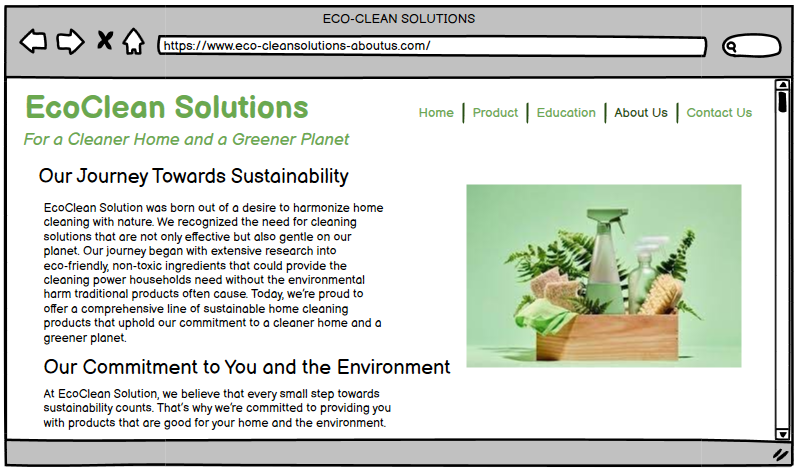 ECO-CLEAN SOLUTIONS
https://www.eco-cleansolutions-aboutus.com/
EcoClean Solutions
For a Cleaner Home and a Greener Planet
Home | Product | Education | About Us | Contact Us
Our Journey Towards Sustainability
EcoClean Solution was born out of a desire to harmonize home
cleaning with nature. We recognized the need for cleaning
solutions that are not only effective but also gentle on our
planet. Our journey began with extensive research into
eco-friendly, non-toxic ingredients that could provide the
cleaning power households need without the environmental
harm traditional products often cause. Today, we're proud to
offer a comprehensive line of sustainable home cleaning
products that uphold our commitment to a cleaner home and a
greener planet.
Our Commitment to You and the Environment
At EcoClean Solution, we believe that every small step towards
sustainability counts. That's why we're committed to providing you
with products that are good for your home and the environment.